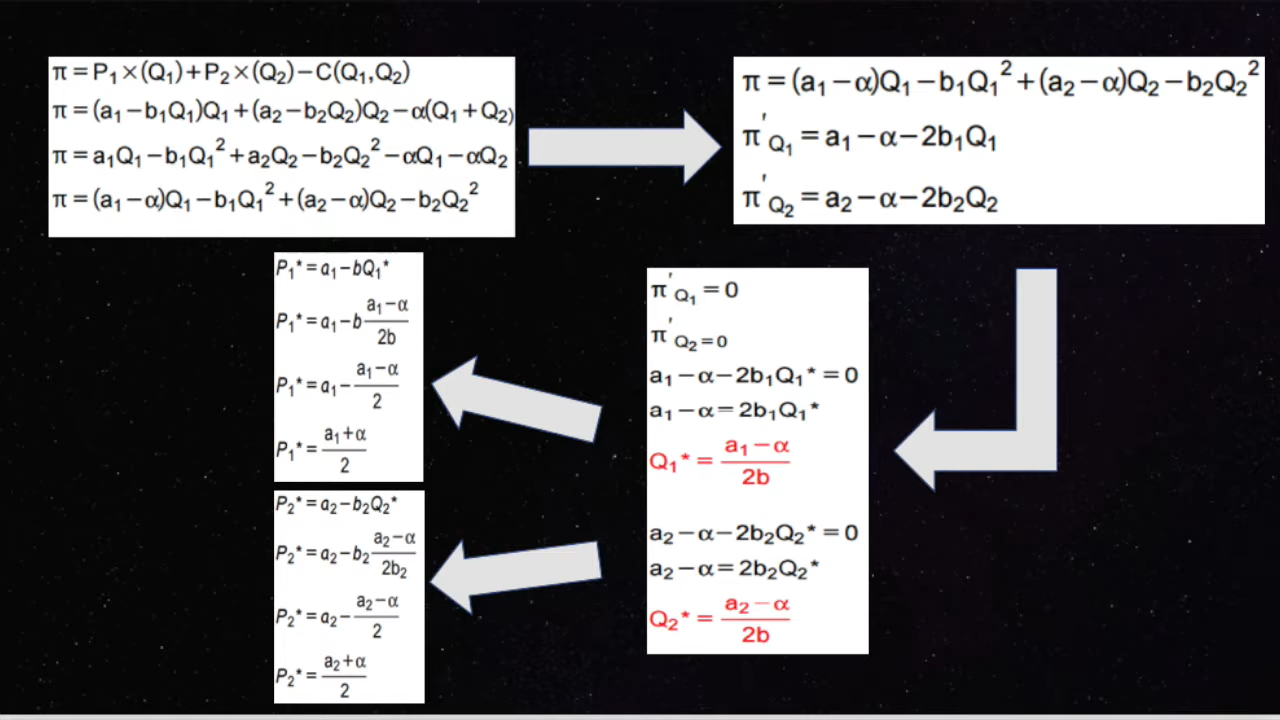 π = P₁×(Q₁)+P₂×(Q₂)−C(Q₁,Q₂)
π = (a₁−b₁Q₁)Q₁+(a₂−b₂Q₂)Q₂−α(Q₁+Q₂)
π = a₁Q₁−b₁Q₁²+a₂Q₂−b₂Q₂²−αQ₁−αQ₂
π = (a₁−α)Q₁−b₁Q₁²+(a₂−α)Q₂−b₂Q₂²
π = (a₁−α)Q₁−b₁Q₁²+(a₂−α)Q₂−b₂Q₂²
π′Q₁ = a₁−α−2b₁Q₁
π′Q₂ = a₂−α−2b₂Q₂
π′Q₁ = 0
π′Q₂=0
a₁−α−2b₁Q₁* = 0
a₁−α = 2b₁Q₁*
Q₁* = (a₁−α)/2b
a₂−α−2b₂Q₂* = 0
a₂−α = 2b₂Q₂*
Q₂* = (a₂−α)/2b
P₁* = a₁−bQ₁*
P₁* = a₁−b (a₁−α)/2b
P₁* = a₁− (a₁−α)/2
P₁* = (a₁+α)/2
P₂* = a₂−b₂Q₂*
P₂* = a₂−b₂ (a₂−α)/2b₂
P₂* = a₂− (a₂−α)/2
P₂* = (a₂+α)/2